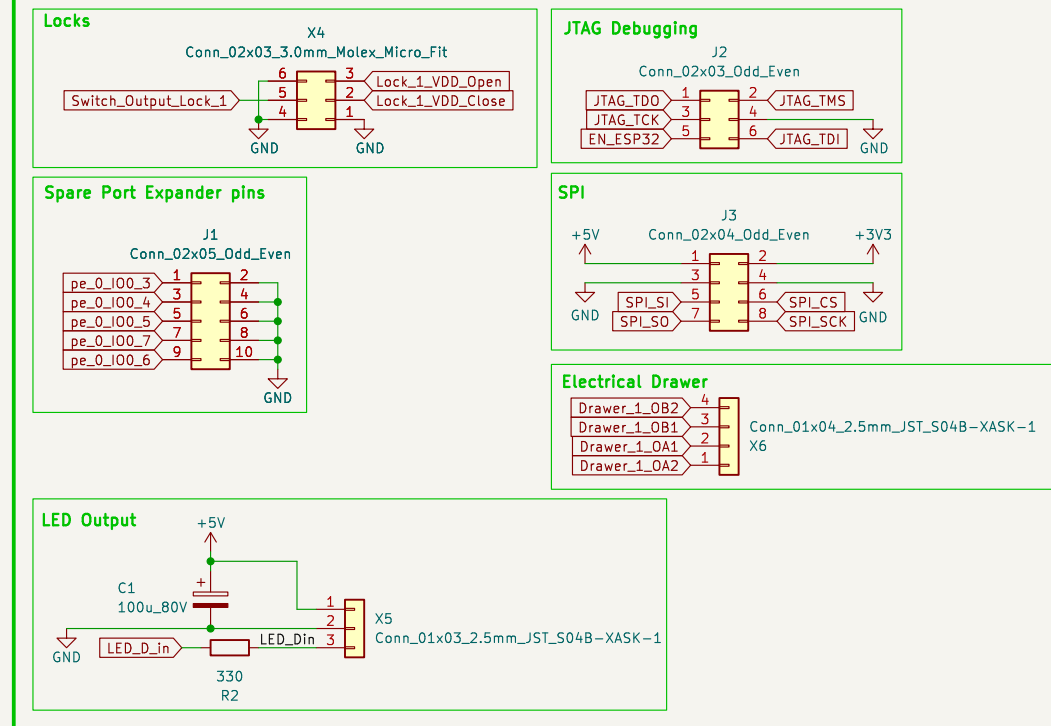 Locks
X4
Conn_02x03_3.0mm_Molex_Micro_Fit
6 3 Lock_1_VDD_Open
Switch_Output_Lock_1 5 2 Lock_1_VDD_Close
4 1
GND GND
JTAG Debugging
J2
Conn_02x03_Odd_Even
JTAG_TDO 1 2 JTAG_TMS
JTAG_TCK 3 4
EN_ESP32 5 6 JTAG_TDI
GND
Spare Port Expander pins
J1
Conn_02x05_Odd_Even
pe_0_IO0_3 1 2
pe_0_IO0_4 3 4
pe_0_IO0_5 5 6
pe_0_IO0_7 7 8
pe_0_IO0_6 9 10
GND
SPI
J3
+5V Conn_02x04_Odd_Even +3V3
1 2
3 4
SPI_SI 5 6 SPI_CS
GND SPI_SO 7 8 SPI_SCK GND
Electrical Drawer
Drawer_1_OB2 4
Drawer_1_OB1 3 Conn_01x04_2.5mm_JST_S04B-XASK-1
Drawer_1_OA1 2 X6
Drawer_1_OA2 1
LED Output
+5V
C1 +
100u_80V 1
2 X5
LED_D_in LED_Din 3 Conn_01x03_2.5mm_JST_S04B-XASK-1
GND
330
R2